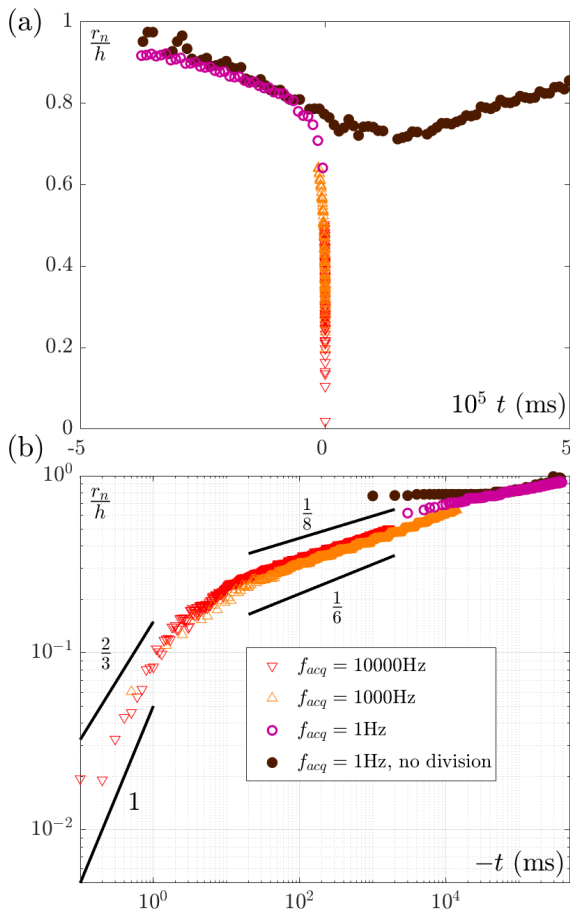 (a)
r_n/h
1
0.8
0.6
0.4
0.2
0
-5 0 5
10^5 t (ms)
(b)
r_n/h
10^0
10^-1
10^-2
1/8
1/6
2/3
1
f_acq = 10000Hz
f_acq = 1000Hz
f_acq = 1Hz
f_acq = 1Hz, no division
10^0 10^2 10^4
−t (ms)